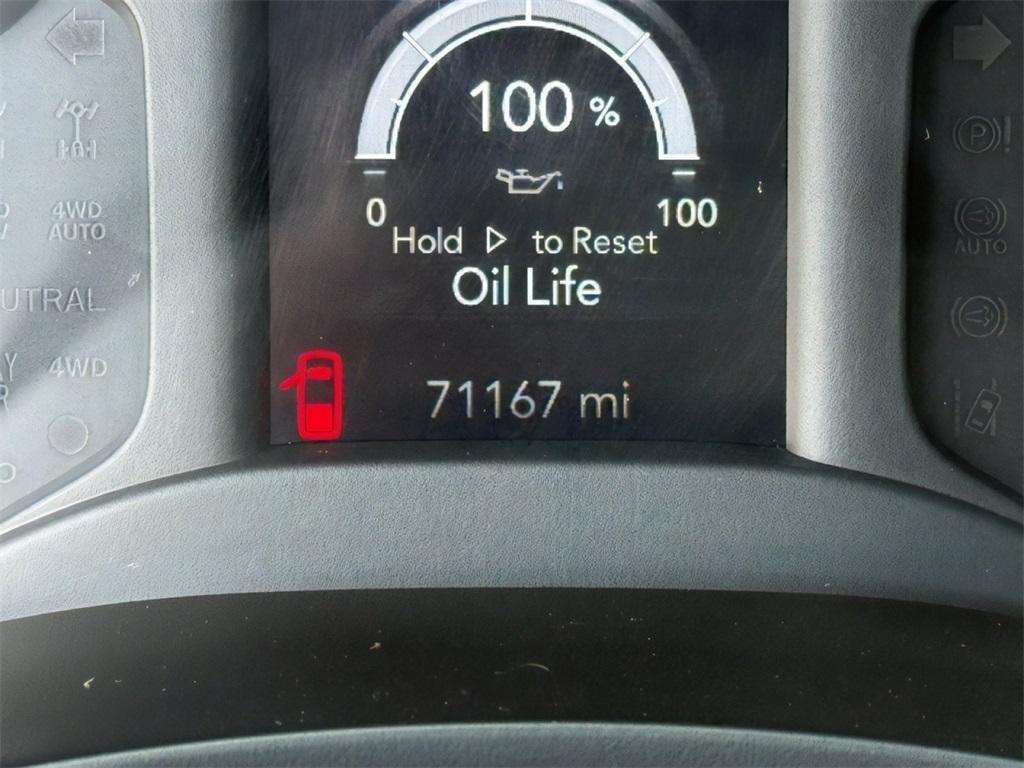 100 %
0
100
Hold ▷ to Reset
Oil Life
71167 mi
4WD
AUTO
UTRAL
4WD
P !
AUTO